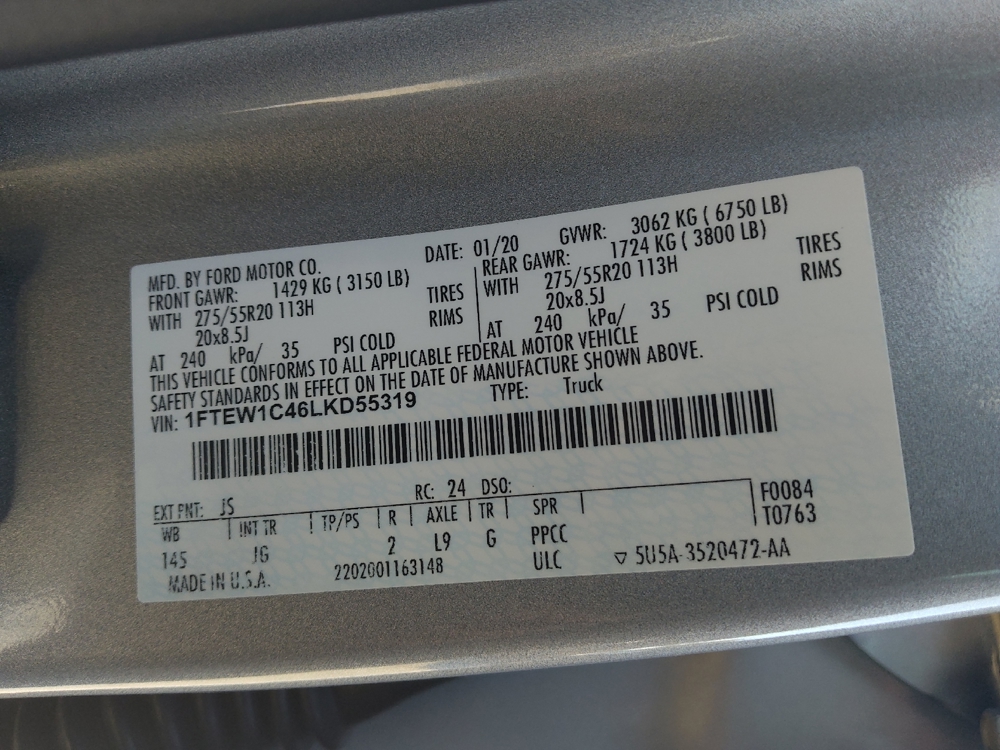 MFD. BY FORD MOTOR CO. DATE: 01/20 GVWR: 3062 KG ( 6750 LB)
FRONT GAWR: 1429 KG ( 3150 LB) REAR GAWR: 1724 KG ( 3800 LB)
WITH 275/55R20 113H TIRES WITH 275/55R20 113H TIRES
20x8.5J RIMS 20x8.5J RIMS
AT 240 kPa/ 35 PSI COLD AT 240 kPa/ 35 PSI COLD
THIS VEHICLE CONFORMS TO ALL APPLICABLE FEDERAL MOTOR VEHICLE
SAFETY STANDARDS IN EFFECT ON THE DATE OF MANUFACTURE SHOWN ABOVE.
VIN: 1FTEW1C46LKD55319 TYPE: Truck
EXT PNT: JS RC: 24 DSO:
WB INT TR TP/PS R AXLE TR SPR F0084
145 JG 2 L9 G PPCC T0763
MADE IN U.S.A. 2202001163148 ULC ▽ 5U5A-3520472-AA